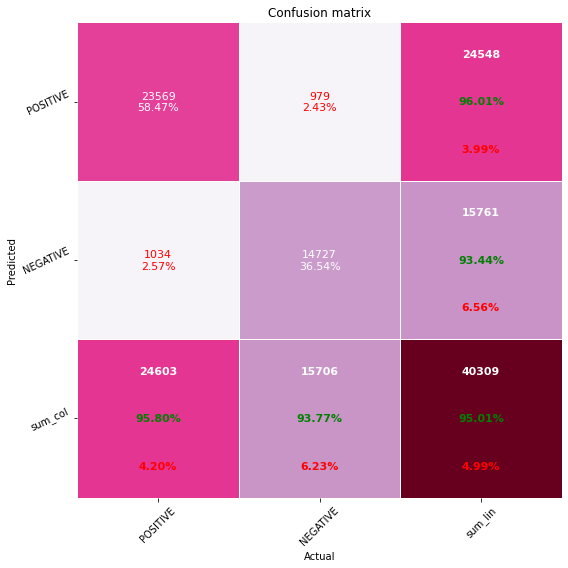 Confusion matrix
POSITIVE
23569
58.47%
979
2.43%
24548
96.01%
3.99%
NEGATIVE
1034
2.57%
14727
36.54%
15761
93.44%
6.56%
sum_col
24603
95.80%
4.20%
15706
93.77%
6.23%
40309
95.01%
4.99%
Predicted
POSITIVE
NEGATIVE
sum_lin
Actual